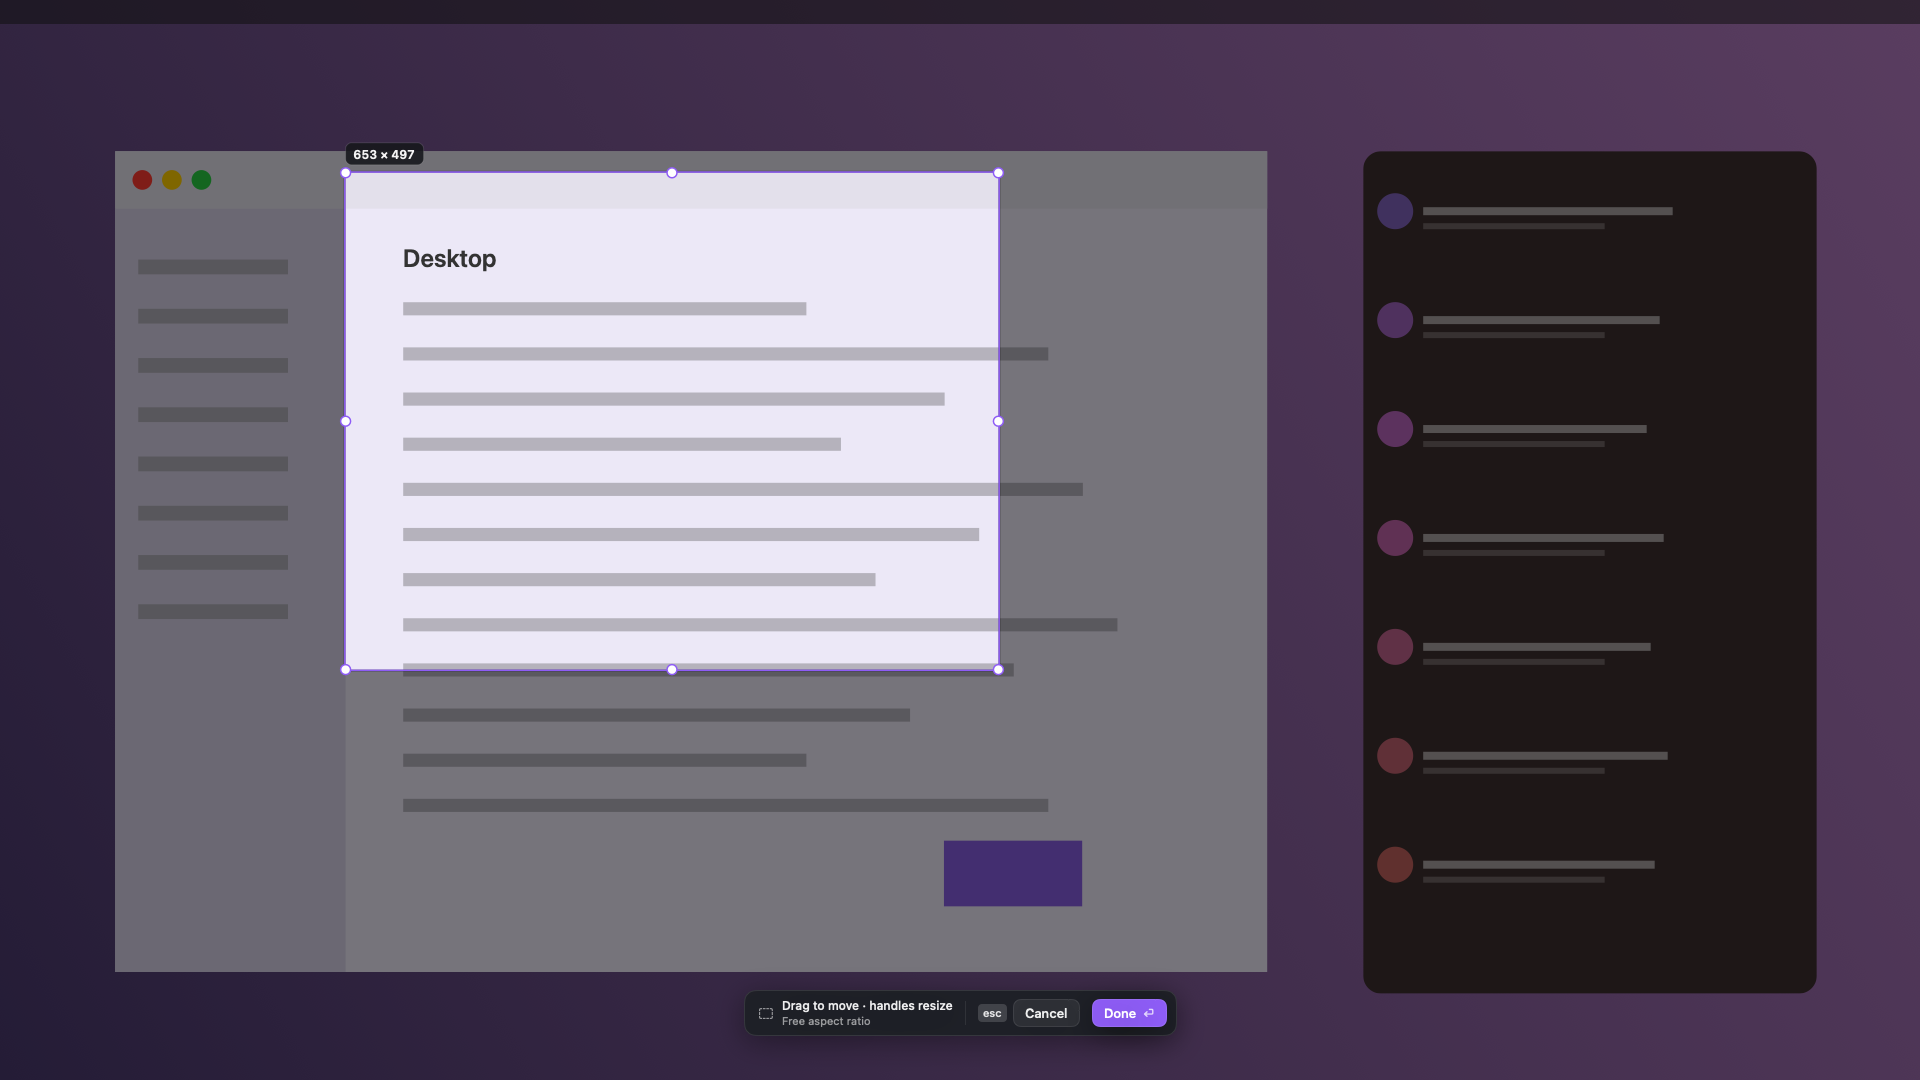 653 × 497
Desktop
Drag to move · handles resize
Free aspect ratio
esc
Cancel
Done